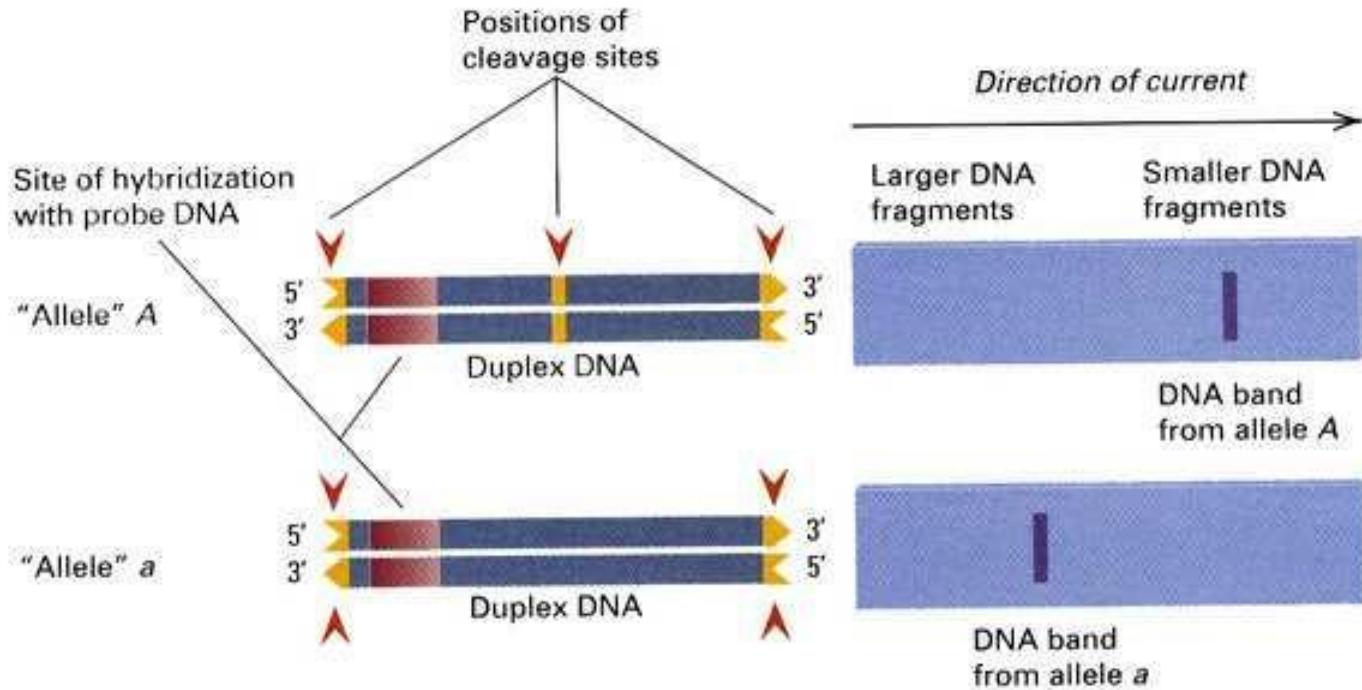 Positions of
cleavage sites
Direction of current
Site of hybridization
with probe DNA
Larger DNA
fragments
Smaller DNA
fragments
"Allele" A
5'
3'
3'
5'
Duplex DNA
DNA band
from allele A
"Allele" a
5'
3'
3'
5'
Duplex DNA
DNA band
from allele a